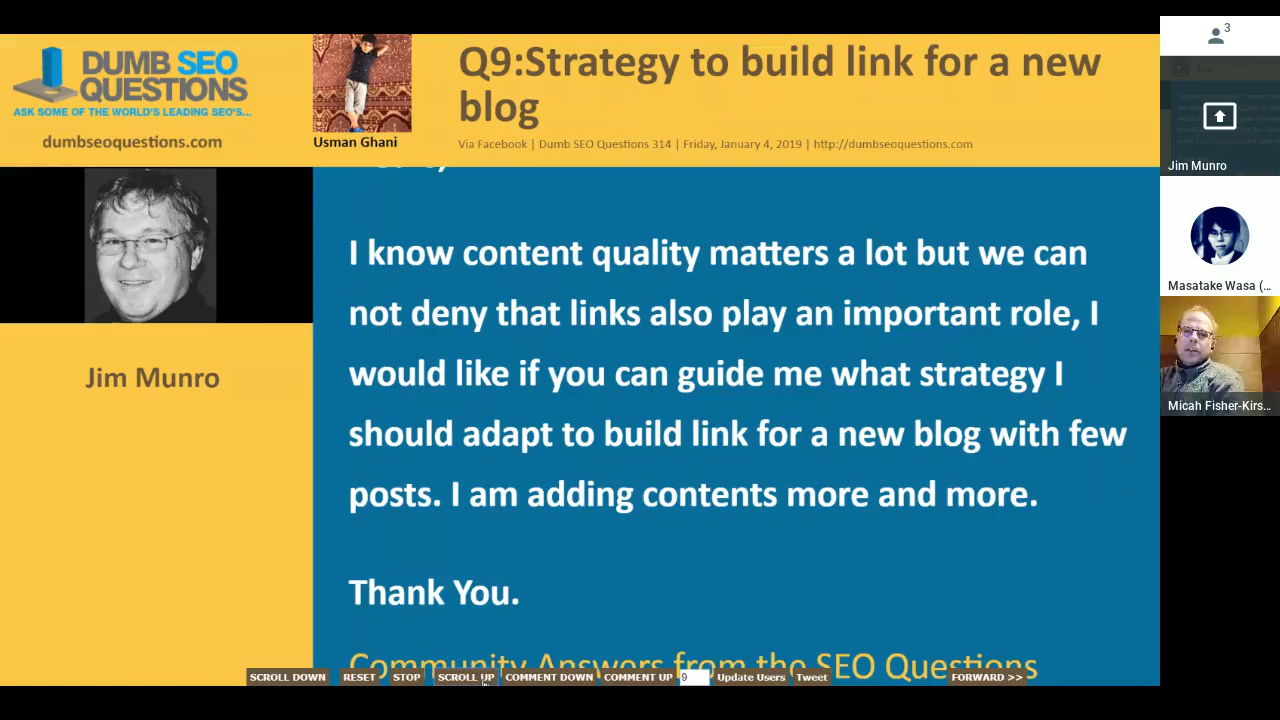 DUMB SEO
QUESTIONS
ASK SOME OF THE WORLD'S LEADING SEO'S...
dumbseoquestions.com
Usman Ghani
Q9:Strategy to build link for a new
blog
Via Facebook | Dumb SEO Questions 314 | Friday, January 4, 2019 | http://dumbseoquestions.com
Jim Munro
I know content quality matters a lot but we can
not deny that links also play an important role, I
would like if you can guide me what strategy I
should adapt to build link for a new blog with few
posts. I am adding contents more and more.
Thank You.
Community Answers from the SEO Questions
SCROLL DOWN RESET STOP SCROLL UP COMMENT DOWN COMMENT UP 9 Update Users Tweet FORWARD >>
3
Jim Munro
Masatake Wasa (...
Micah Fisher-Kirs...